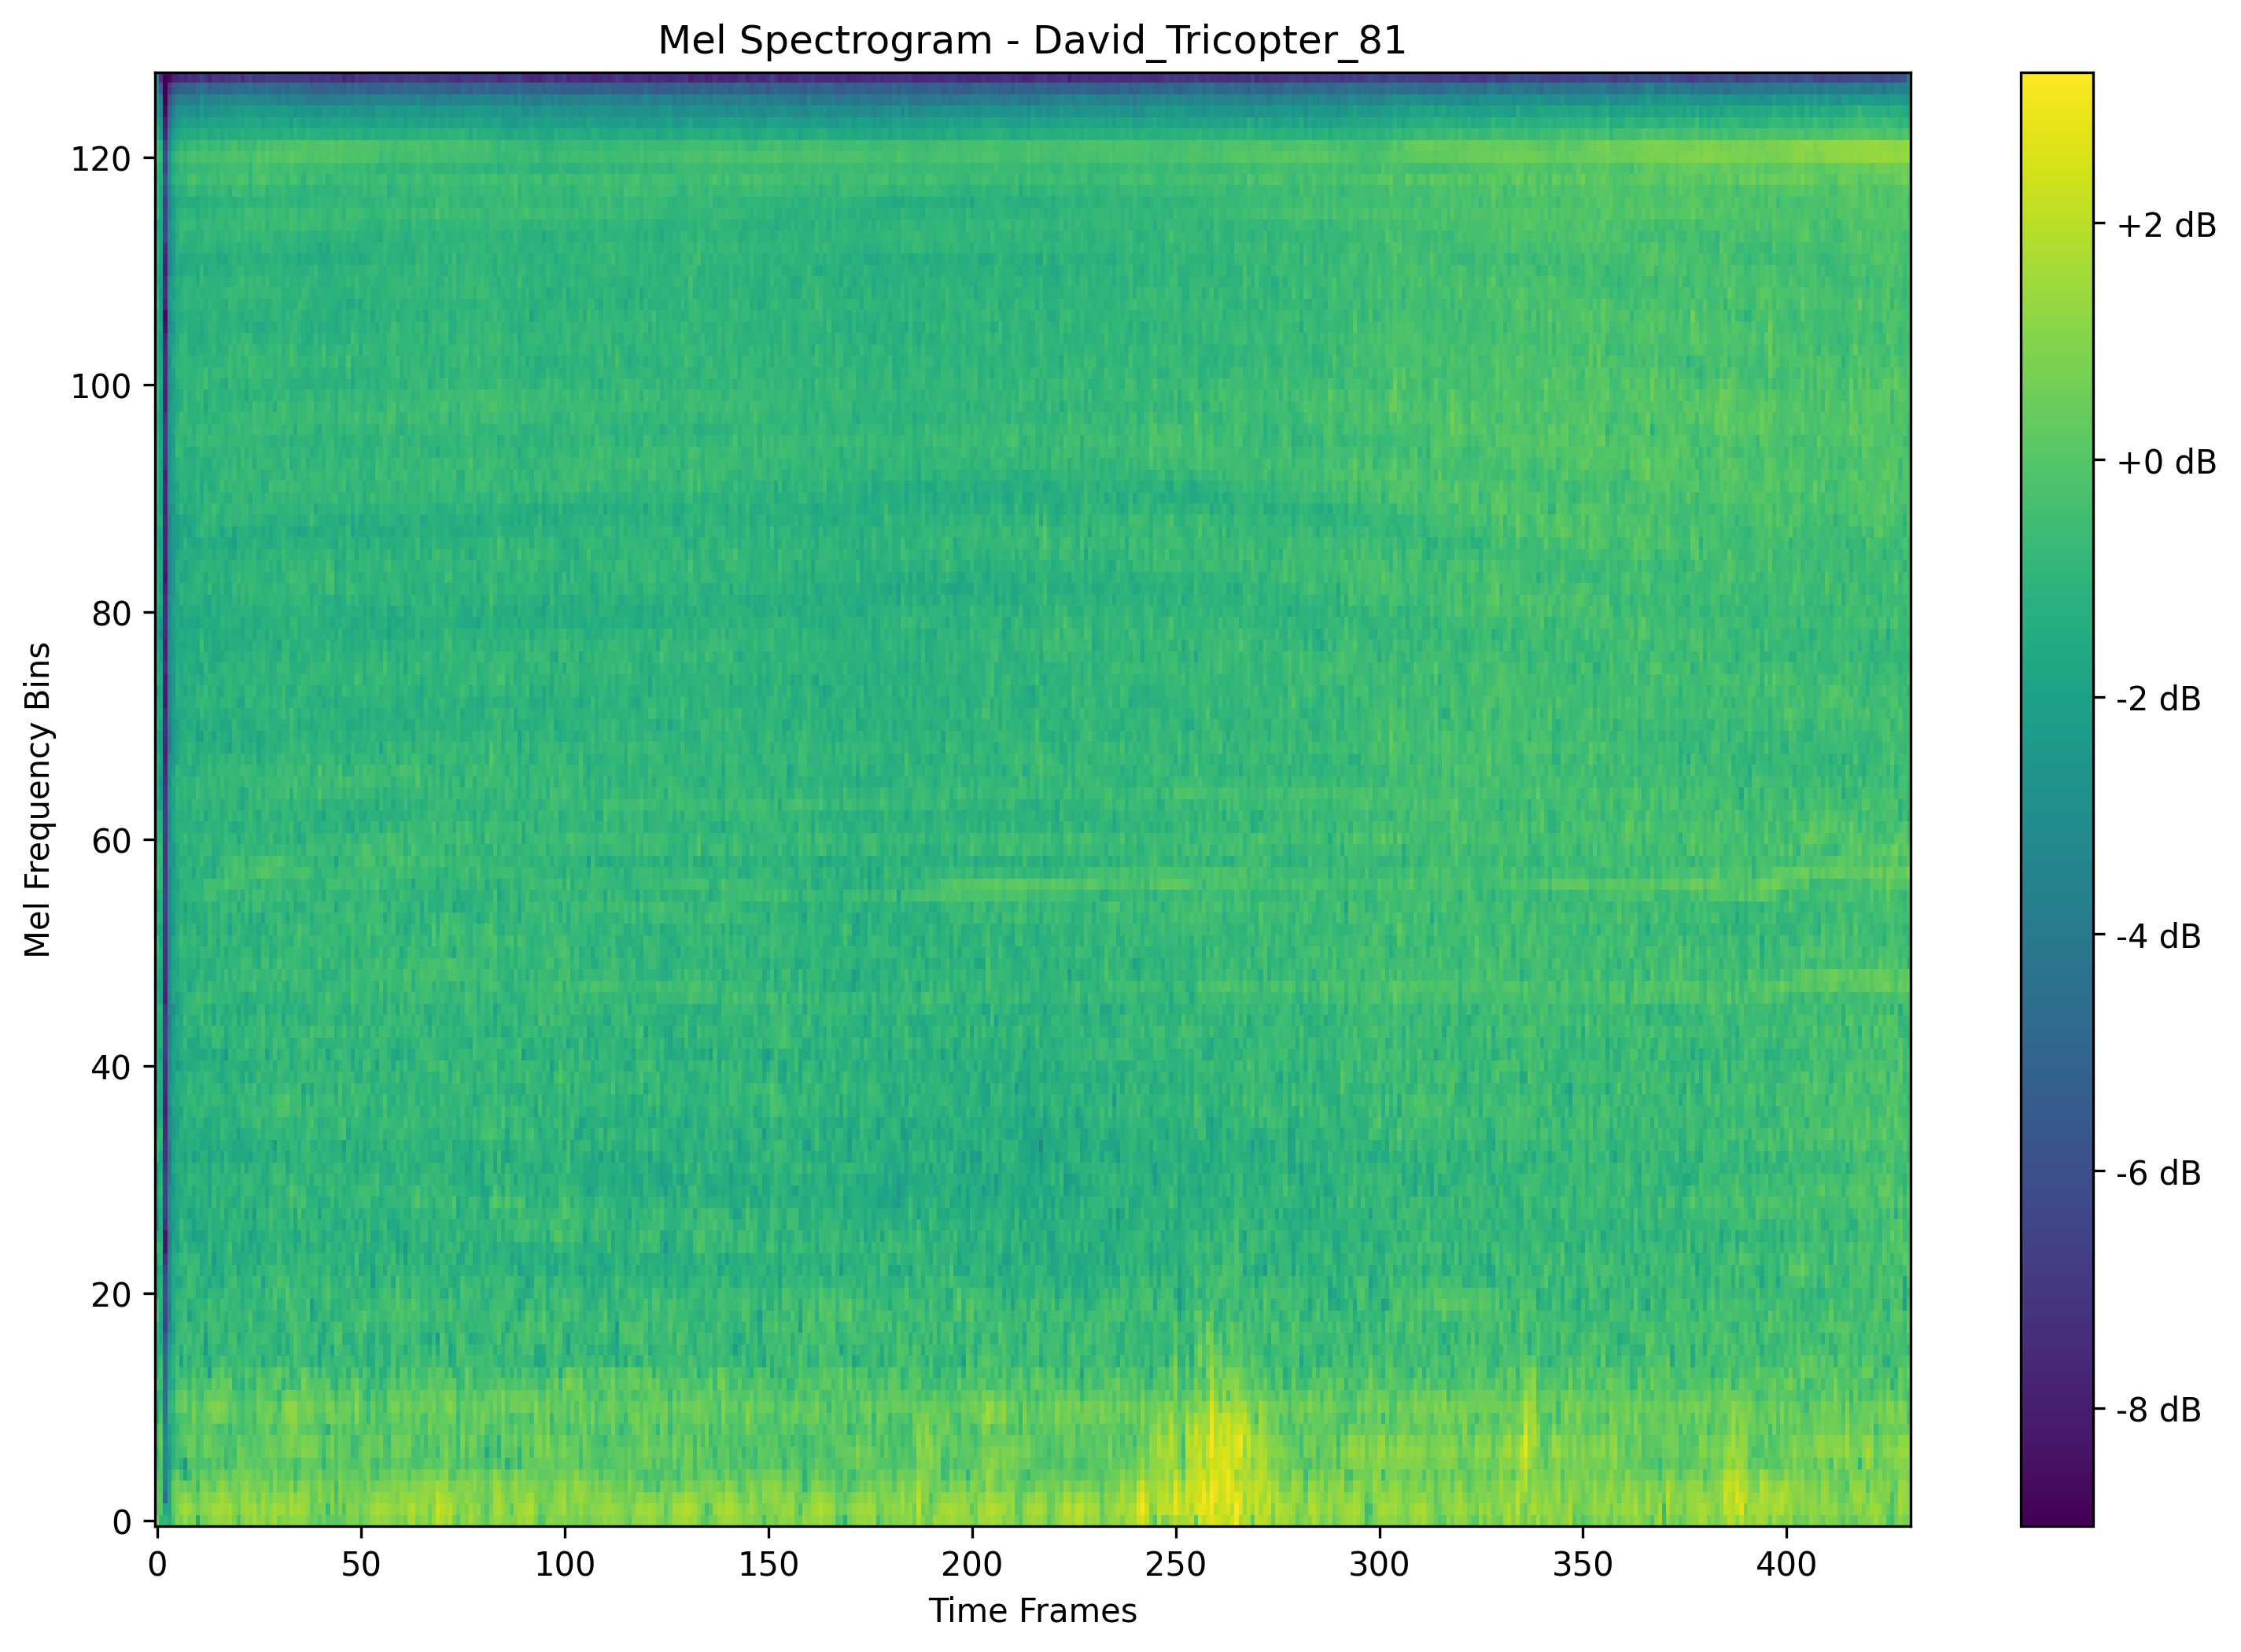 Mel Spectrogram - David_Tricopter_81
120
100
80
60
40
20
0
Mel Frequency Bins
0 50 100 150 200 250 300 350 400
Time Frames
+2 dB
+0 dB
-2 dB
-4 dB
-6 dB
-8 dB